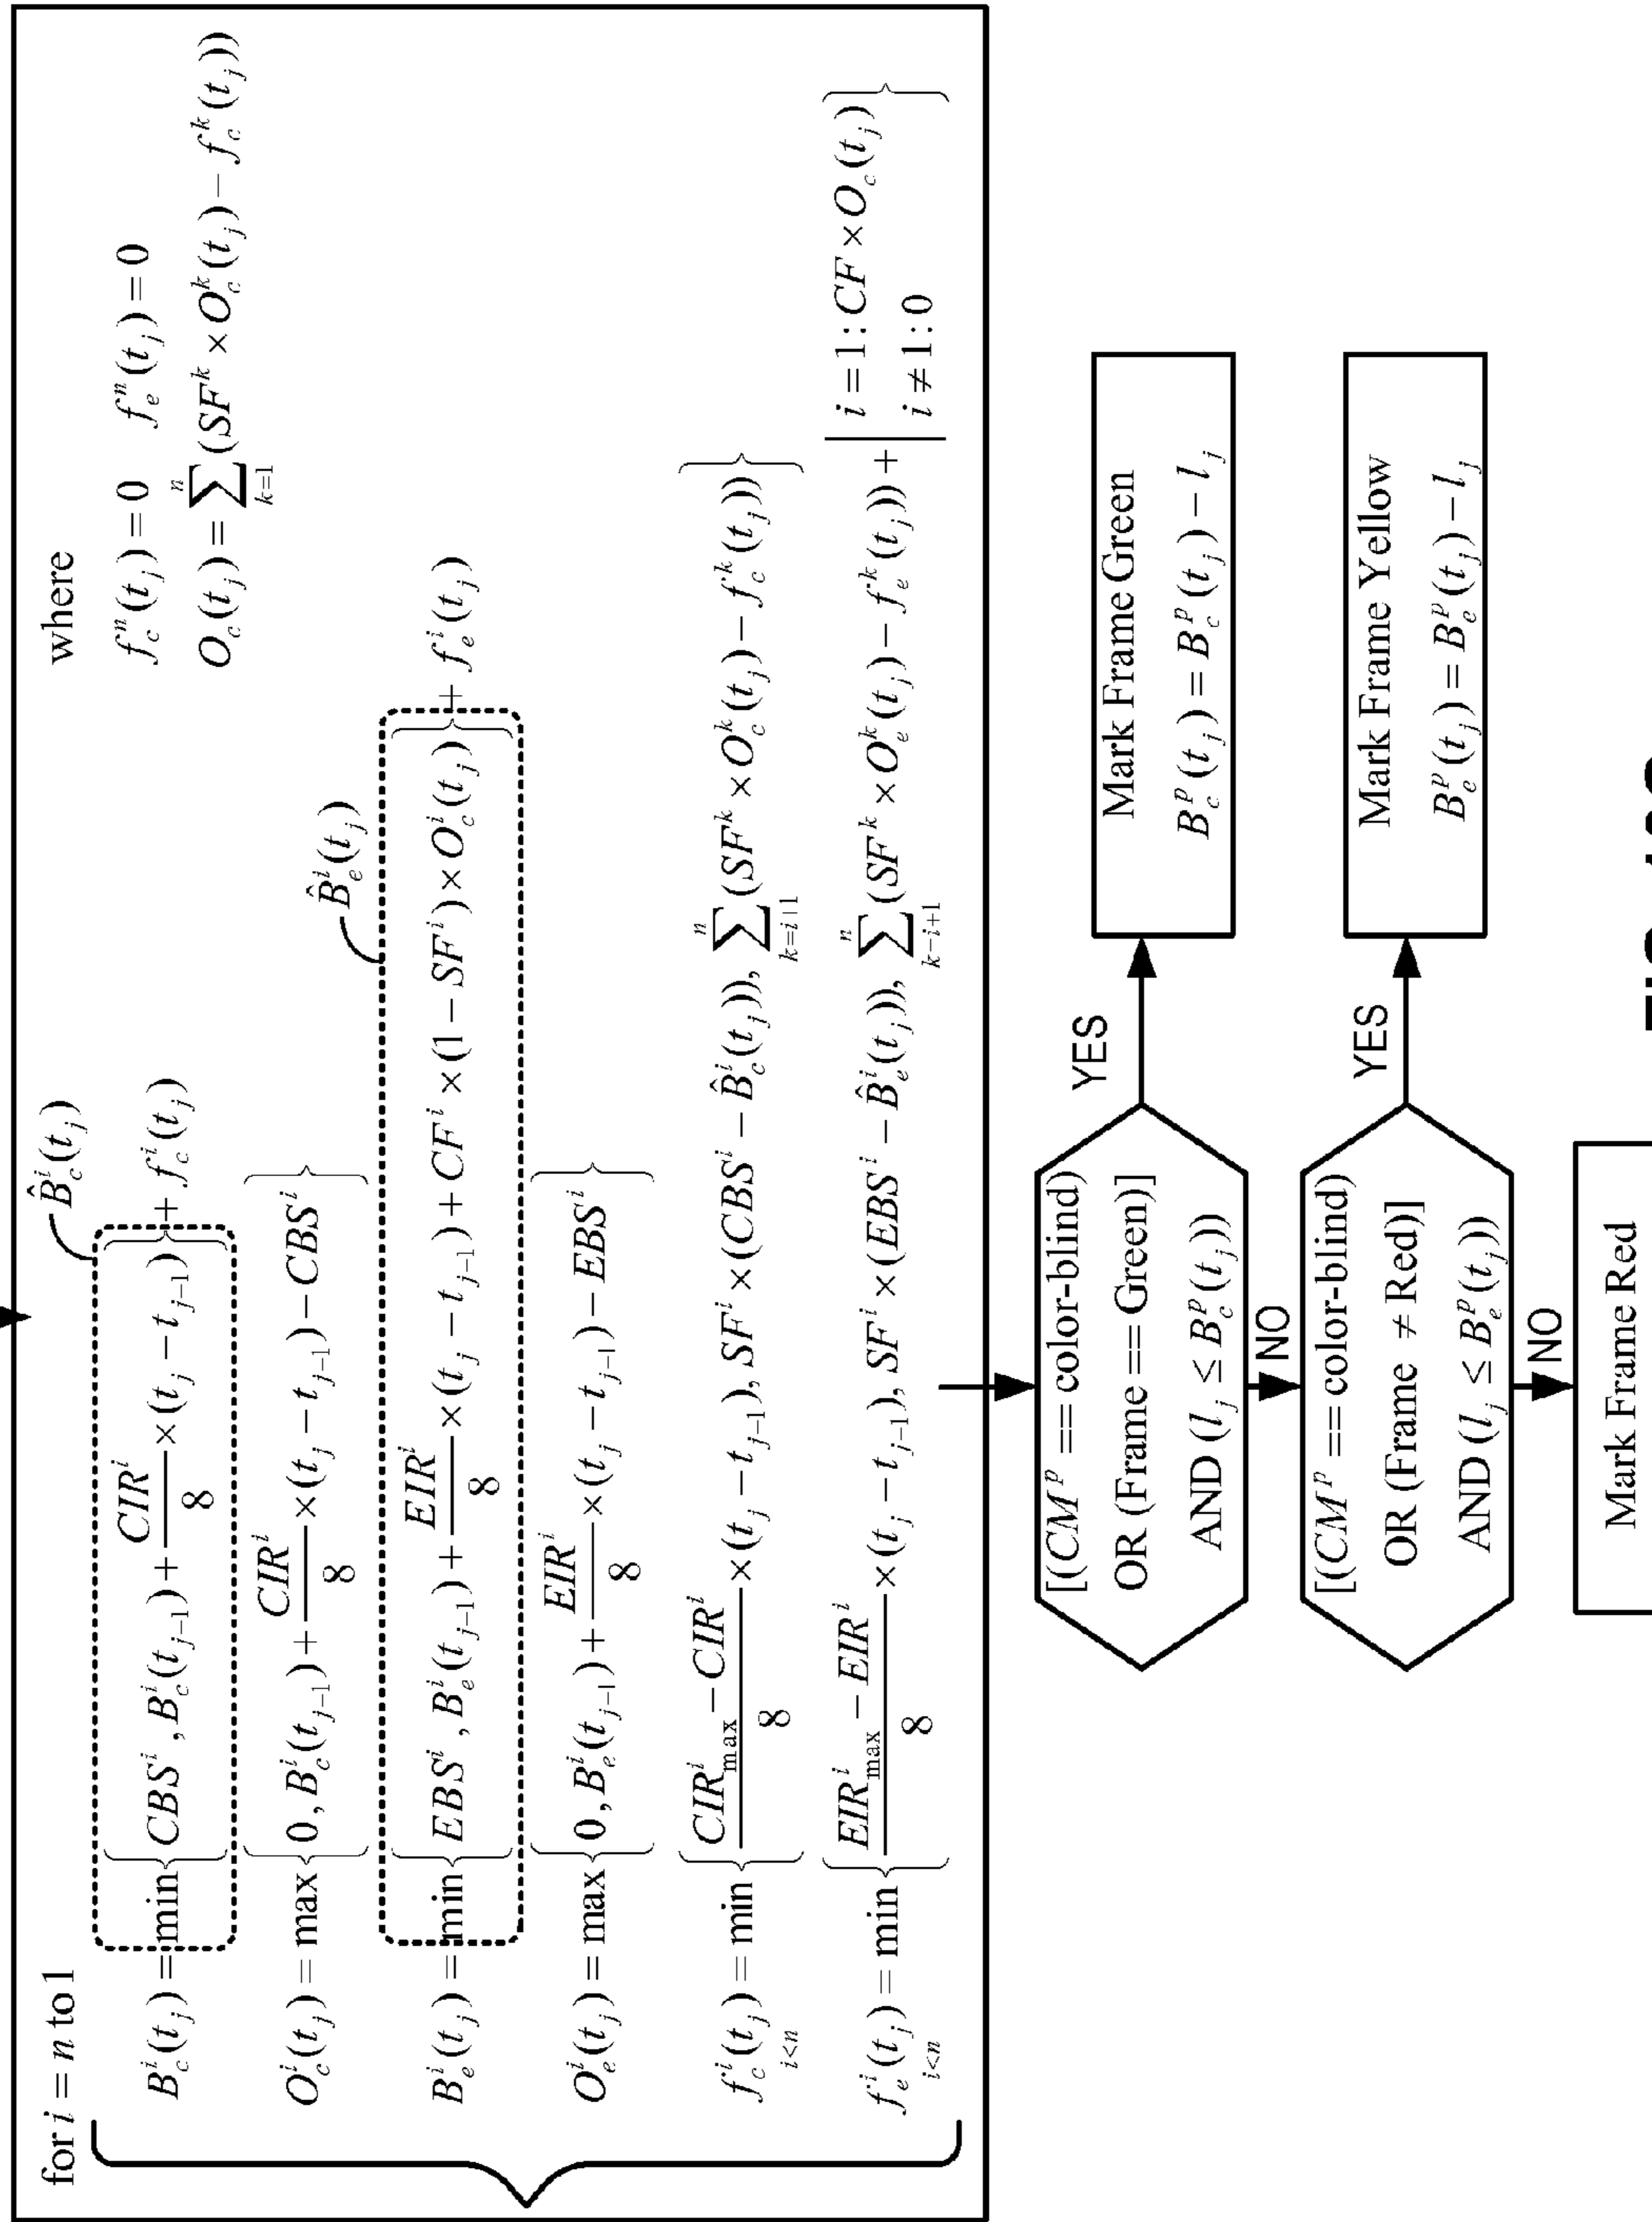 for i = n to 1
where
B_c^i(t_j) = min{CBS^i, B_c^i(t_{j-1}) + CIR^i/8 × (t_j − t_{j-1})} + f_c^i(t_j)
B̂_c^i(t_j)
f_c^n(t_j) = 0 f_e^n(t_j) = 0
O_c^i(t_j) = max{0, B_c^i(t_{j-1}) + CIR^i/8 × (t_j − t_{j-1}) − CBS^i}
O_c(t_j) = ∑_{k=1}^{n} (SF^k × O_c^k(t_j) − f_c^k(t_j))
B_e^i(t_j) = min{EBS^i, B_e^i(t_{j-1}) + EIR^i/8 × (t_j − t_{j-1}) + CF^i × (1 − SF^i) × O_c^i(t_j)} + f_e^i(t_j)
B̂_e^i(t_j)
O_e^i(t_j) = max{0, B_e^i(t_{j-1}) + EIR^i/8 × (t_j − t_{j-1}) − EBS^i}
f_c^i(t_j) = min{CIR_max^i − CIR^i/8 × (t_j − t_{j-1}), SF^i × (CBS^i − B̂_c^i(t_j)), ∑_{k=i+1}^{n} (SF^k × O_c^k(t_j) − f_c^k(t_j))}
i<n
f_e^i(t_j) = min{EIR_max^i − EIR^i/8 × (t_j − t_{j-1}), SF^i × (EBS^i − B̂_e^i(t_j)), ∑_{k=i+1}^{n} (SF^k × O_e^k(t_j) − f_e^k(t_j)) + | i = 1 : CF × O_c(t_j)
i ≠ 1 : 0}
i<n
[(CM^p == color-blind)
OR (Frame == Green)]
AND (l_j ≤ B_c^p(t_j)))
YES
Mark Frame Green
B_c^p(t_j) = B_c^p(t_j) − l_j
NO
[(CM^p == color-blind)
OR (Frame ≠ Red)]
AND (l_j ≤ B_e^p(t_j)))
YES
Mark Frame Yellow
B_e^p(t_j) = B_e^p(t_j) − l_j
NO
Mark Frame Red